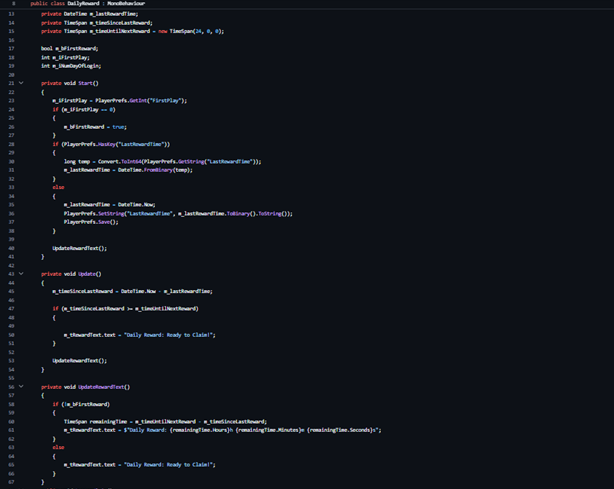 8 public class DailyReward : MonoBehaviour
13 private DateTime m_lastRewardTime;
14 private TimeSpan m_timeSinceLastReward;
15 private TimeSpan m_timeUntilNextReward = new TimeSpan(24, 0, 0);
16
17 bool m_bFirstReward;
18 int m_iFirstPlay;
19 int m_iNumDayOfLogin;
20
21 private void Start()
22 {
23 m_iFirstPlay = PlayerPrefs.GetInt("FirstPlay");
24 if (m_iFirstPlay == 0)
25 {
26 m_bFirstReward = true;
27 }
28 if (PlayerPrefs.HasKey("LastRewardTime"))
29 {
30 long temp = Convert.ToInt64(PlayerPrefs.GetString("LastRewardTime"));
31 m_lastRewardTime = DateTime.FromBinary(temp);
32 }
33 else
34 {
35 m_lastRewardTime = DateTime.Now;
36 PlayerPrefs.SetString("LastRewardTime", m_lastRewardTime.ToBinary().ToString());
37 PlayerPrefs.Save();
38 }
39
40 UpdateRewardText();
41 }
42
43 private void Update()
44 {
45 m_timeSinceLastReward = DateTime.Now - m_lastRewardTime;
46
47 if (m_timeSinceLastReward >= m_timeUntilNextReward)
48 {
49
50 m_tRewardText.text = "Daily Reward: Ready to Claim!";
51 }
52
53 UpdateRewardText();
54 }
55
56 private void UpdateRewardText()
57 {
58 if (!m_bFirstReward)
59 {
60 TimeSpan remainingTime = m_timeUntilNextReward - m_timeSinceLastReward;
61 m_tRewardText.text = $"Daily Reward: {remainingTime.Hours}h {remainingTime.Minutes}m {remainingTime.Seconds}s";
62 }
63 else
64 {
65 m_tRewardText.text = "Daily Reward: Ready to Claim!";
66 }
67 }